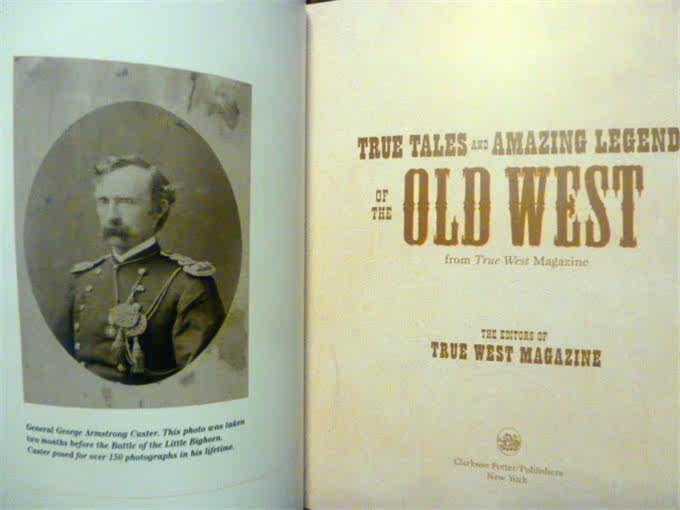 General George Armstrong Custer. This photo was taken
two months before the Battle of the Little Bighorn.
Custer posed for over 150 photographs in his lifetime.
TRUE TALES AND AMAZING LEGEND
OF THE
OLD WEST
from True West Magazine
THE EDITORS OF
TRUE WEST MAGAZINE
Clarkson Potter/Publishers
New York